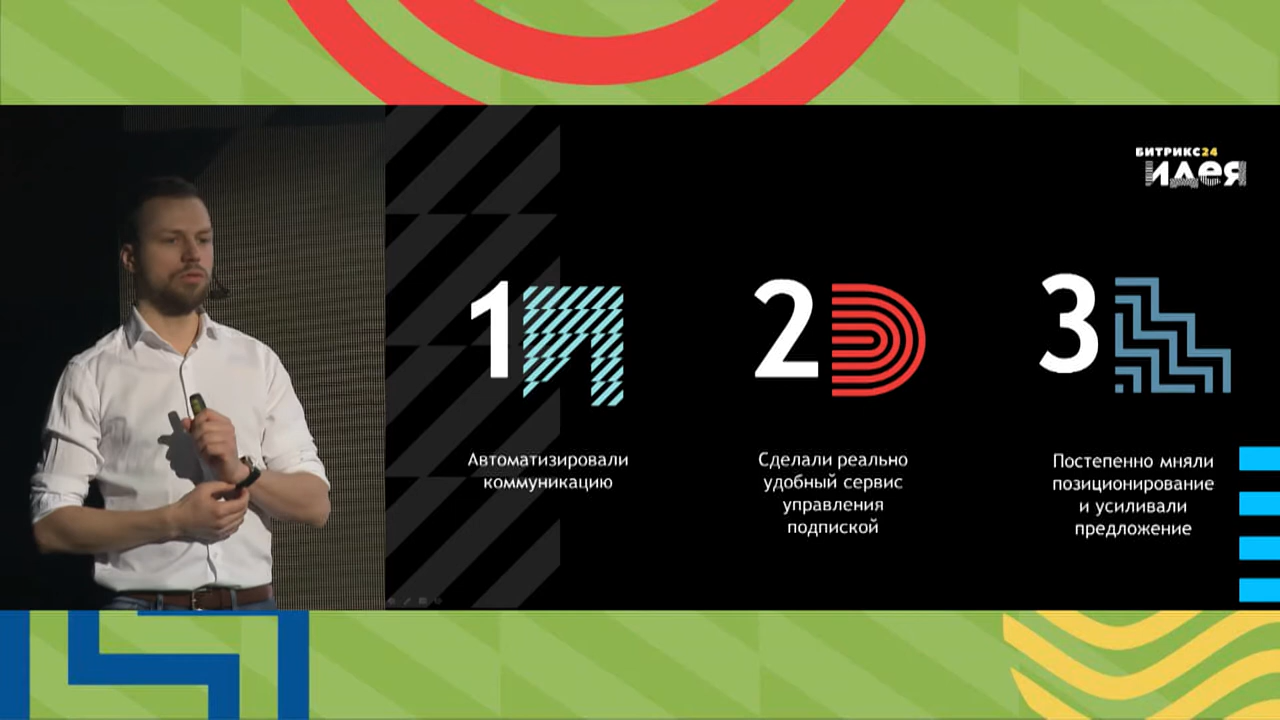 БИТРИКС24
идея
1
Автоматизировали
коммуникацию
2
Сделали реально
удобный сервис
управления
подпиской
3
Постепенно мняли
позиционирование
и усиливали
предложение